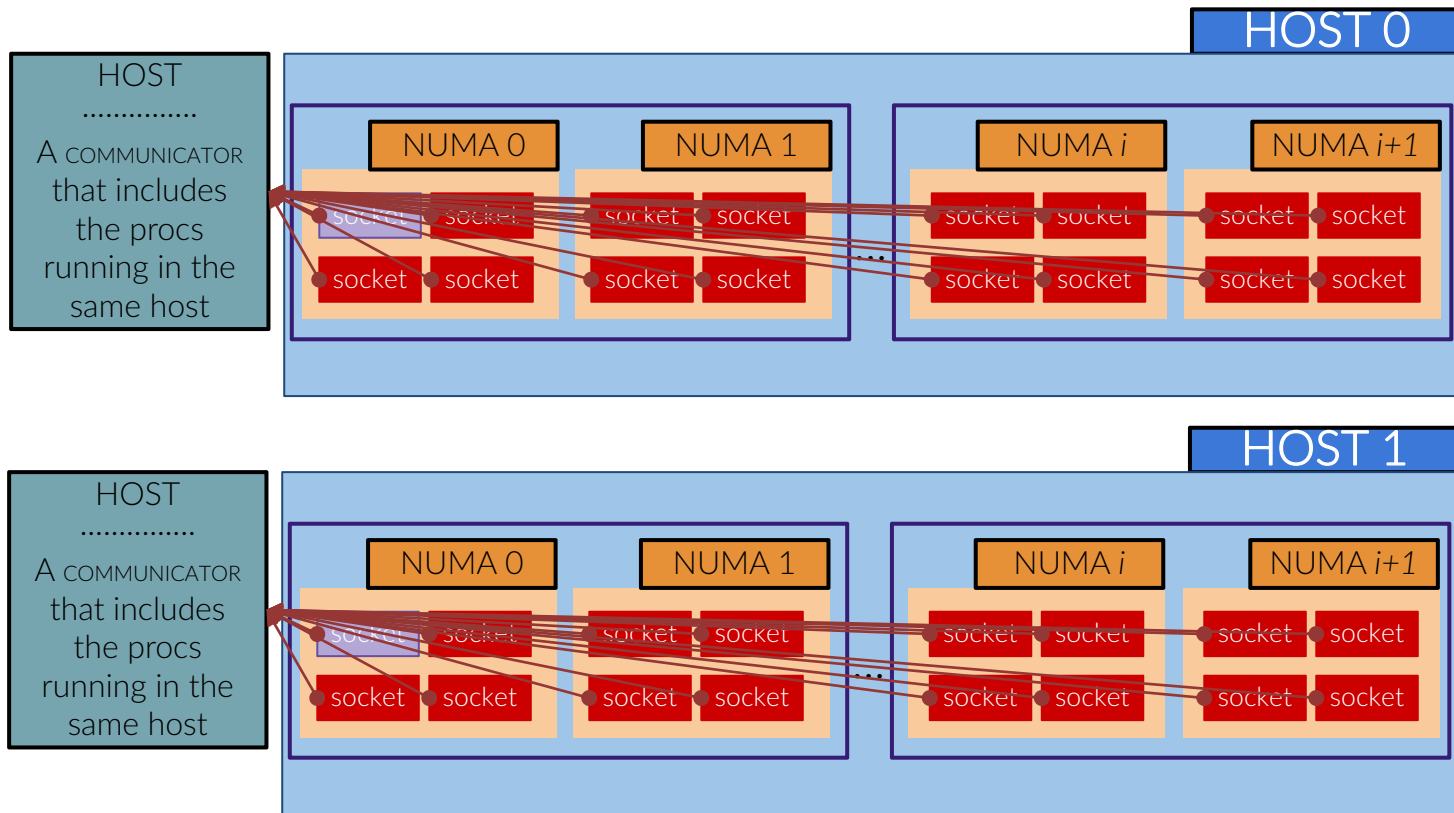 HOST 0
HOST
...............
A COMMUNICATOR
that includes
the procs
running in the
same host
NUMA 0
NUMA 1
NUMA i
NUMA i+1
socket socket socket socket socket socket socket socket
...
socket socket socket socket socket socket socket socket
HOST 1
HOST
...............
A COMMUNICATOR
that includes
the procs
running in the
same host
NUMA 0
NUMA 1
NUMA i
NUMA i+1
socket socket socket socket socket socket socket socket
...
socket socket socket socket socket socket socket socket